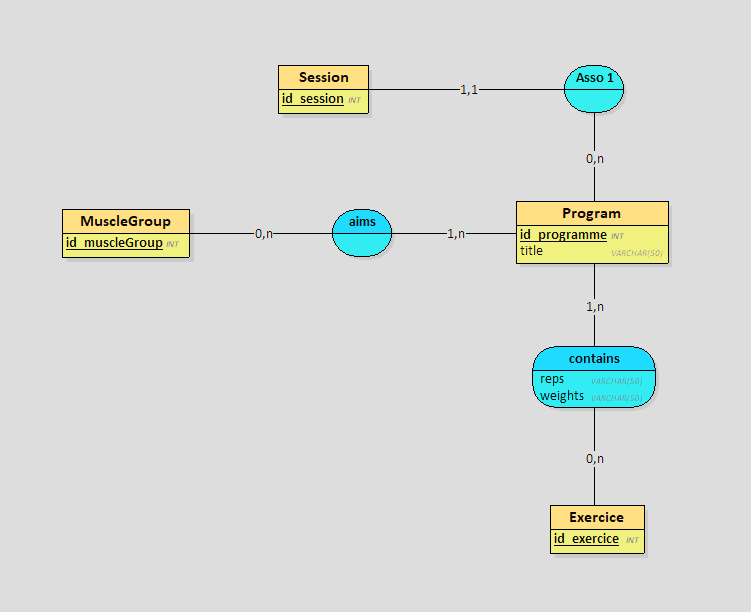 Session
id_session INT
1,1
Asso 1
0,n
MuscleGroup
id_muscleGroup INT
0,n
aims
1,n
Program
id_programme INT
title VARCHAR(50)
1,n
contains
reps VARCHAR(50)
weights VARCHAR(50)
0,n
Exercice
id_exercice INT